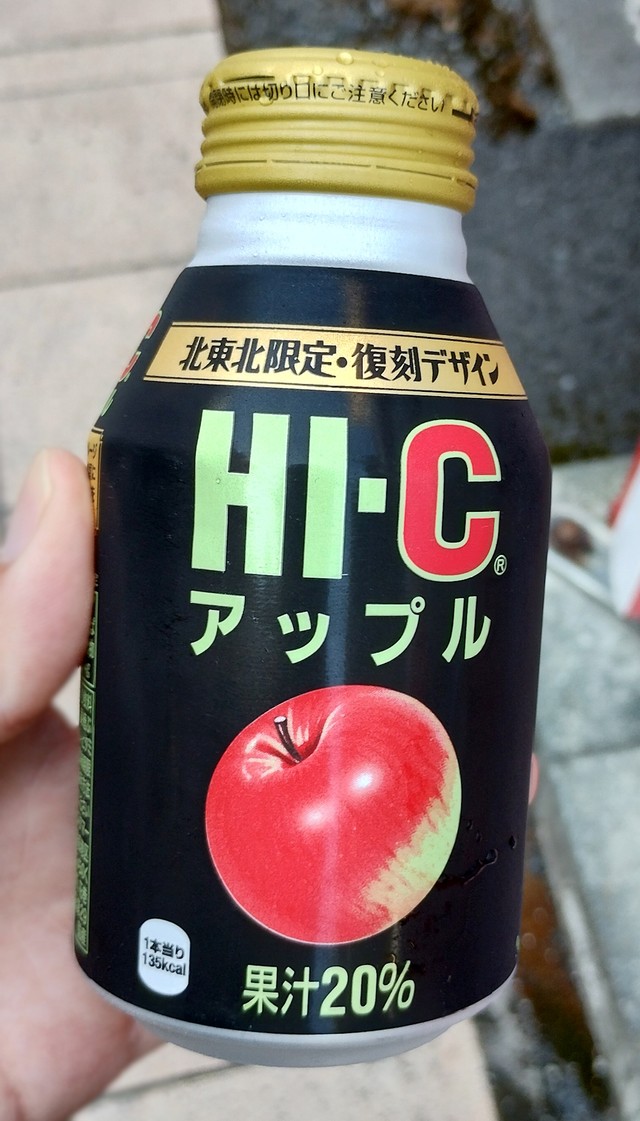 時には切り口にご注意ください
北東北限定・復刻デザイン
HI-C®
アップル
1本当り
135kcal
果汁20%